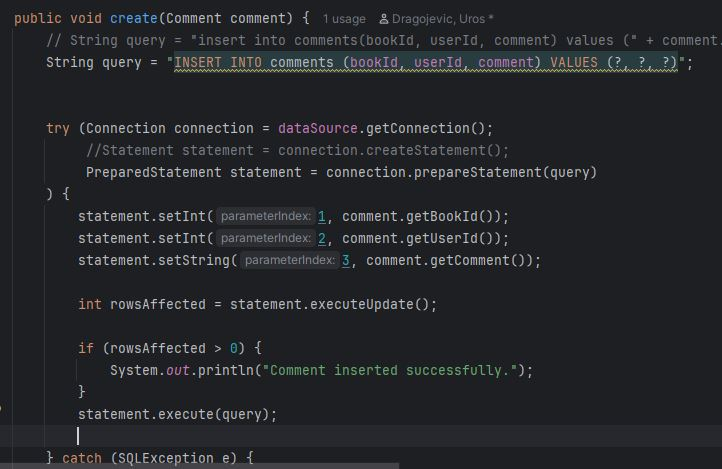 public void create(Comment comment) { 1 usage Dragojevic, Uros *
// String query = "insert into comments(bookId, userId, comment) values (" + comment.
String query = "INSERT INTO comments (bookId, userId, comment) VALUES (?, ?, ?)";
try (Connection connection = dataSource.getConnection();
//Statement statement = connection.createStatement();
PreparedStatement statement = connection.prepareStatement(query)
) {
statement.setInt( parameterIndex: 1, comment.getBookId());
statement.setInt( parameterIndex: 2, comment.getUserId());
statement.setString( parameterIndex: 3, comment.getComment());
int rowsAffected = statement.executeUpdate();
if (rowsAffected > 0) {
System.out.println("Comment inserted successfully.");
}
statement.execute(query);
} catch (SQLException e) {